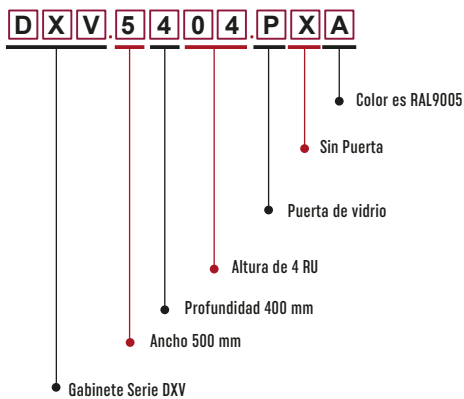 DXV.5404.PXA
Color es RAL9005
Sin Puerta
Puerta de vidrio
Altura de 4 RU
Profundidad 400 mm
Ancho 500 mm
Gabinete Serie DXV